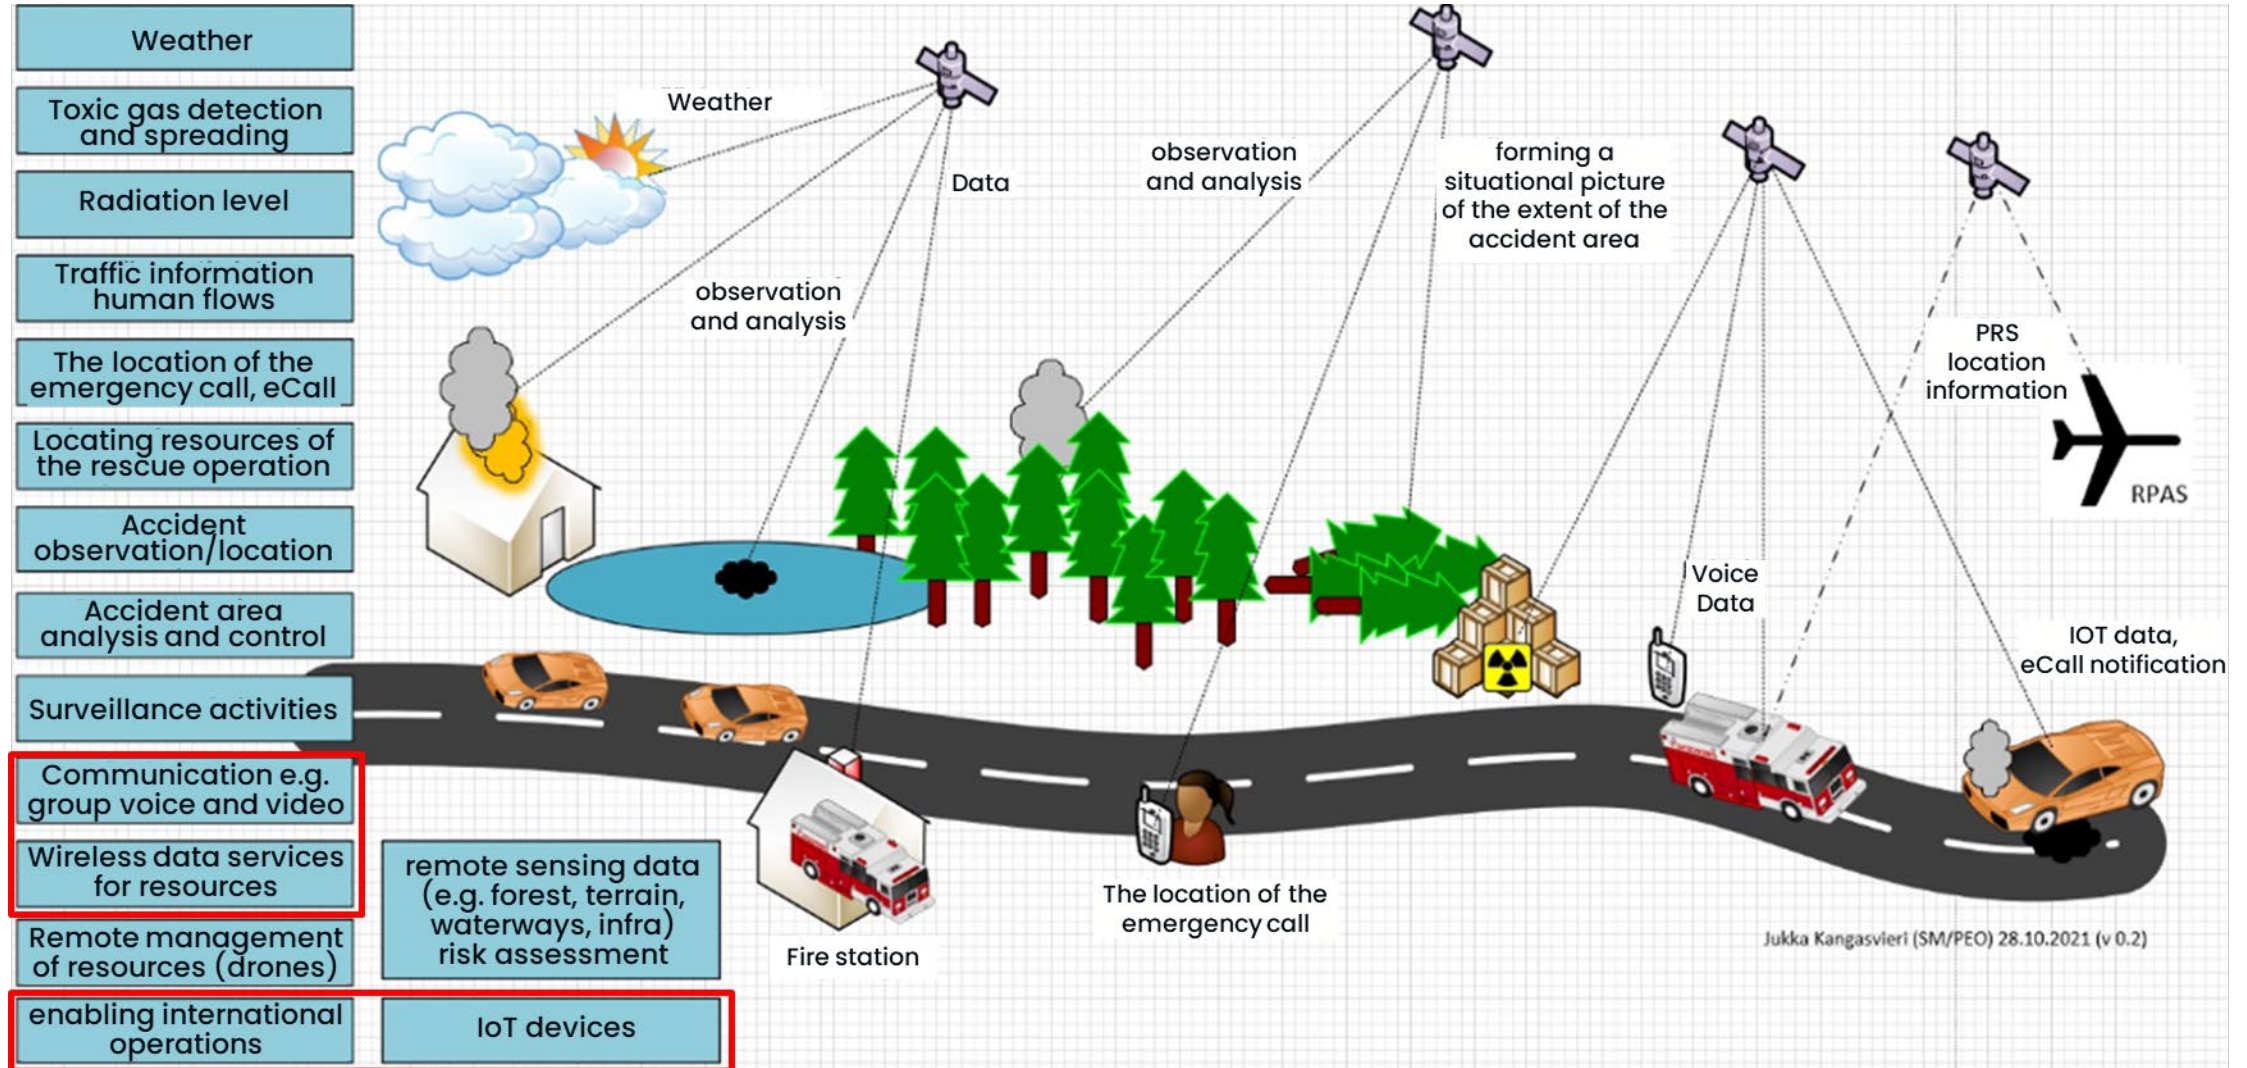 Weather
Toxic gas detection
and spreading
Radiation level
Traffic information
human flows
The location of the
emergency call, eCall
Locating resources of
the rescue operation
Accident
observation/location
Accident area
analysis and control
Surveillance activities
Communication e.g.
group voice and video
Wireless data services
for resources
Remote management
of resources (drones)
enabling international
operations
remote sensing data
(e.g. forest, terrain,
waterways, infra)
risk assessment
IoT devices
Weather
Data
observation
and analysis
observation
and analysis
forming a
situational picture
of the extent of the
accident area
PRS
location
information
RPAS
Voice
Data
IOT data,
eCall notification
The location of the
emergency call
Fire station
Jukka Kangasvieri (SM/PEO) 28.10.2021 (v 0.2)